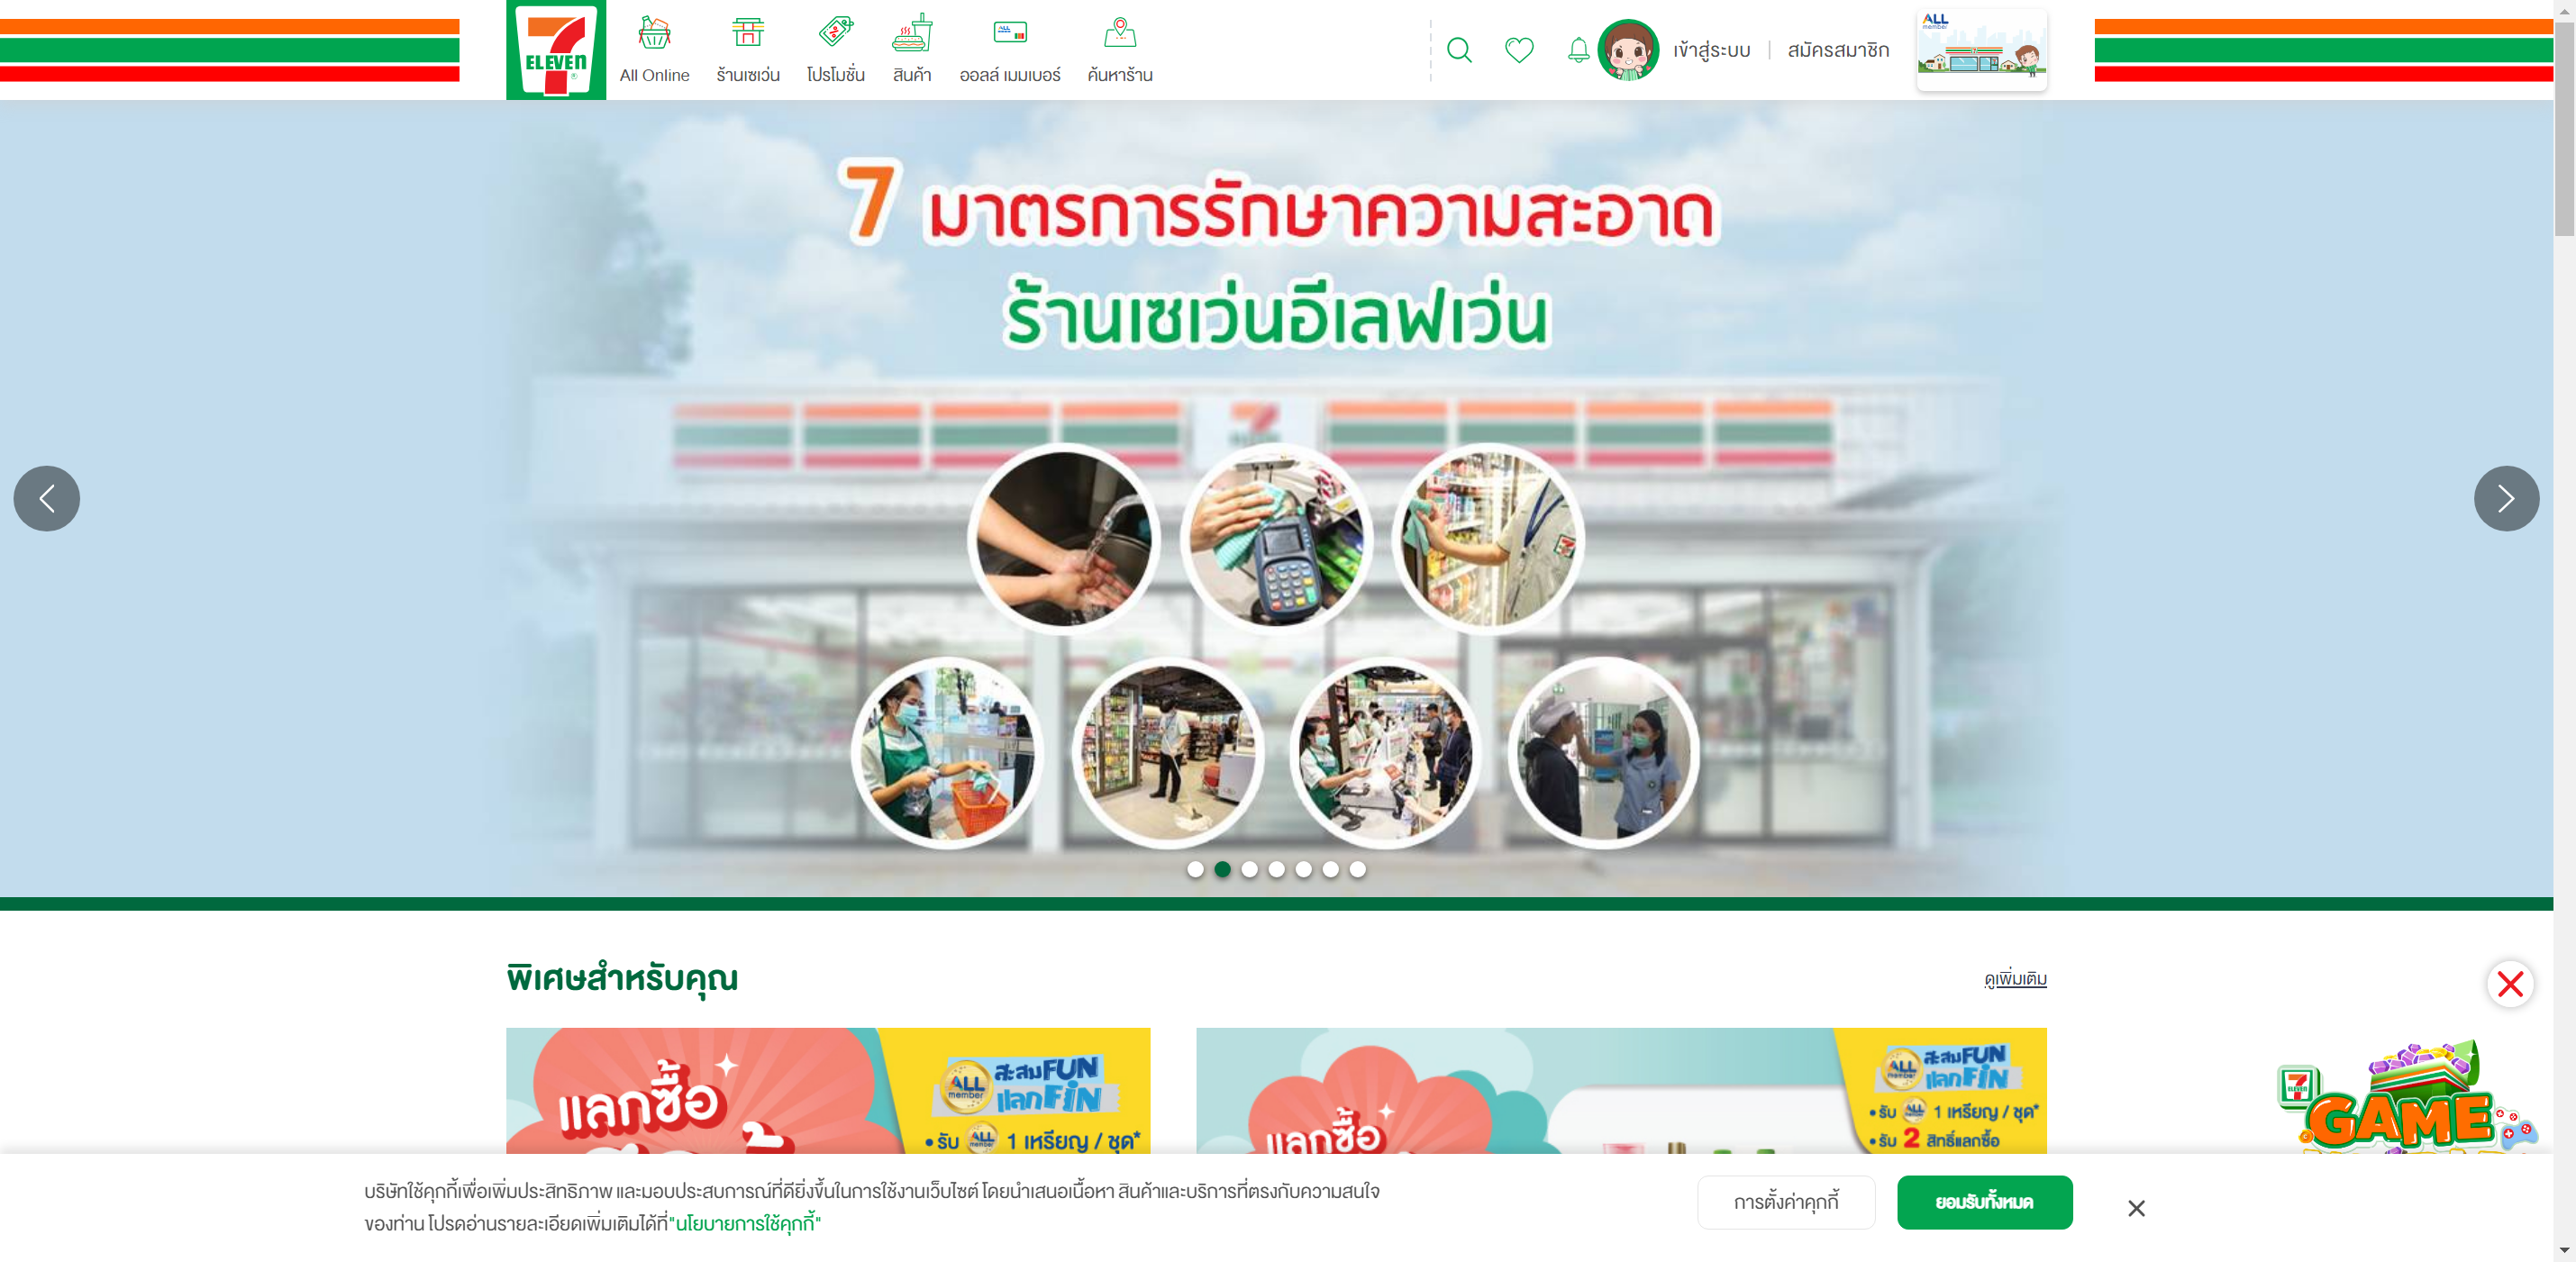 7 ELEVEN ®
All Online
ร้านเซเว่น
โปรโมชั่น
สินค้า
ออลล์ เมมเบอร์
ค้นหาร้าน
เข้าสู่ระบบ | สมัครสมาชิก
ALL member
7 มาตรการรักษาความสะอาด
ร้านเซเว่นอีเลฟเว่น
พิเศษสำหรับคุณ
ดูเพิ่มเติม
แลกซื้อ
ALL member
สะสมFUN
แลกFiN
• รับ ALL member 1 เหรียญ / ชุด*
แลกซื้อ
ALL member
สะสมFUN
แลกFiN
• รับ ALL 1 เหรียญ / ชุด*
• รับ 2 สิทธิ์แลกซื้อ
7 ELEVEN
GAME
บริษัทใช้คุกกี้เพื่อเพิ่มประสิทธิภาพ และมอบประสบการณ์ที่ดียิ่งขึ้นในการใช้งานเว็บไซต์ โดยนำเสนอเนื้อหา สินค้าและบริการที่ตรงกับความสนใจ
ของท่าน โปรดอ่านรายละเอียดเพิ่มเติมได้ที่"นโยบายการใช้คุกกี้"
การตั้งค่าคุกกี้
ยอมรับทั้งหมด